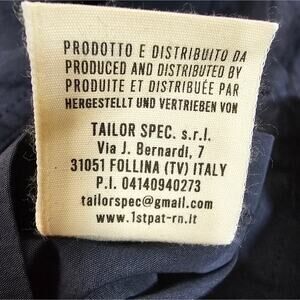 PRODOTTO E DISTRIBUITO DA
PRODUCED AND DISTRIBUTED BY
PRODUITE ET DISTRIBUÉE PAR
HERGESTELLT UND VERTRIEBEN VON
TAILOR SPEC. s.r.l.
Via J. Bernardi, 7
31051 FOLLINA (TV) ITALY
P.I. 04140940273
tailorspec@gmail.com
www.1stpat-rn.it